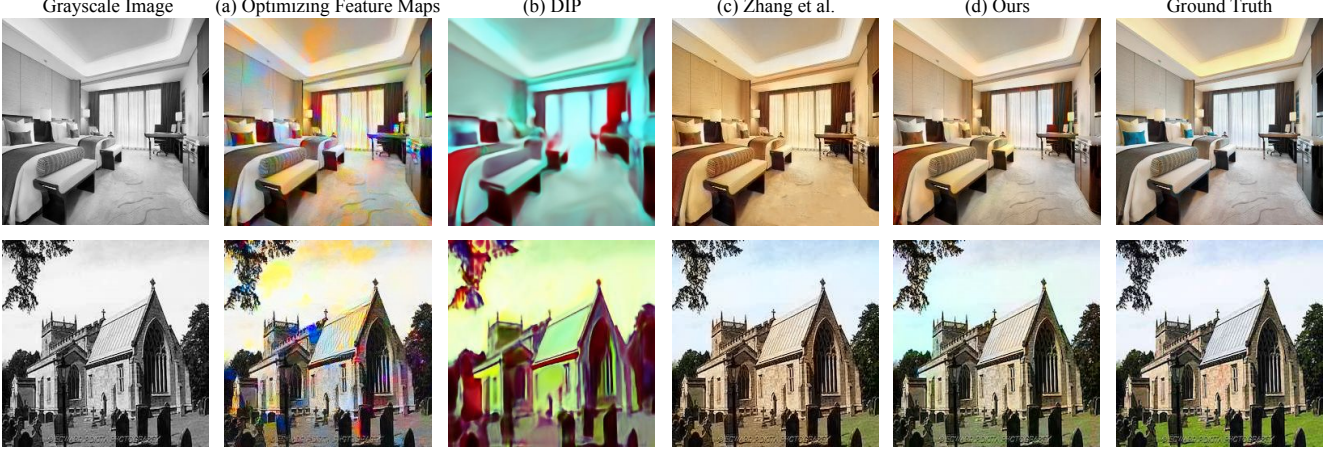 Grayscale Image
(a) Optimizing Feature Maps
(b) DIP
(c) Zhang et al.
(d) Ours
Ground Truth